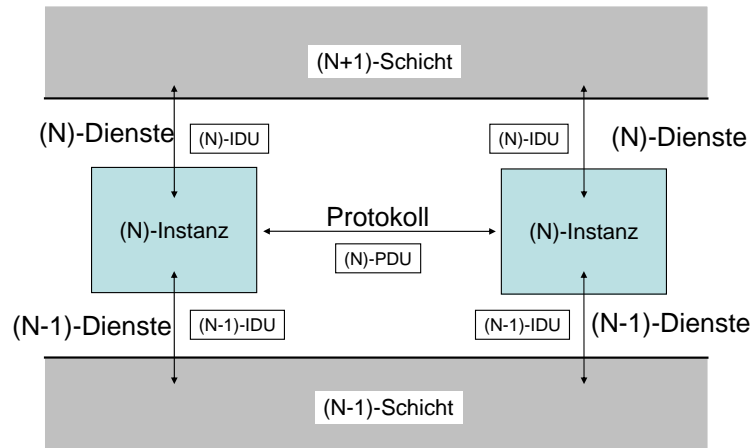 (N+1)-Schicht
(N)-Dienste
(N)-IDU
(N)-IDU
(N)-Dienste
(N)-Instanz
Protokoll
(N)-PDU
(N)-Instanz
(N-1)-Dienste
(N-1)-IDU
(N-1)-IDU
(N-1)-Dienste
(N-1)-Schicht